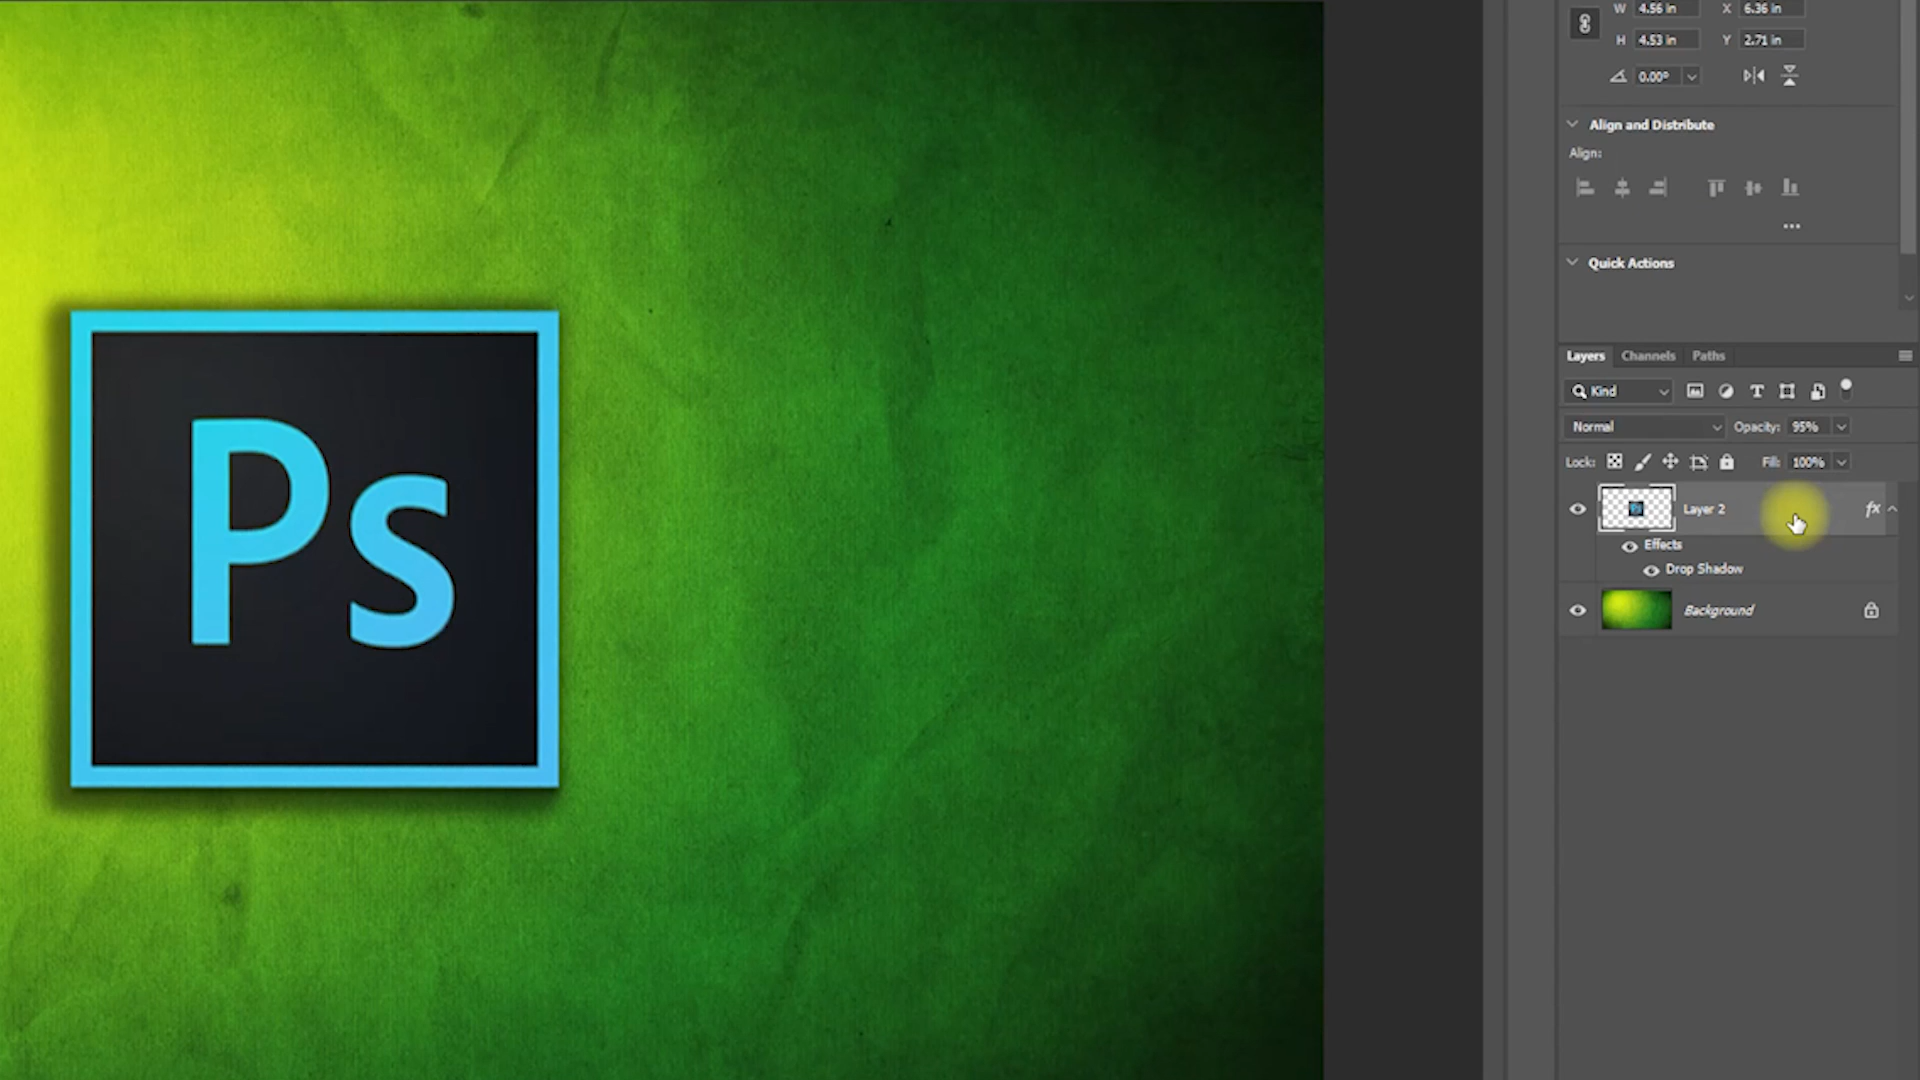 W 4.56 in X 6.36 in
H 4.53 in Y 2.71 in
0.00°
Align and Distribute
Align:
Quick Actions
Layers Channels Paths
Kind
Normal Opacity: 95%
Lock: Fill: 100%
Layer 2 fx
Effects
Drop Shadow
Background
Ps